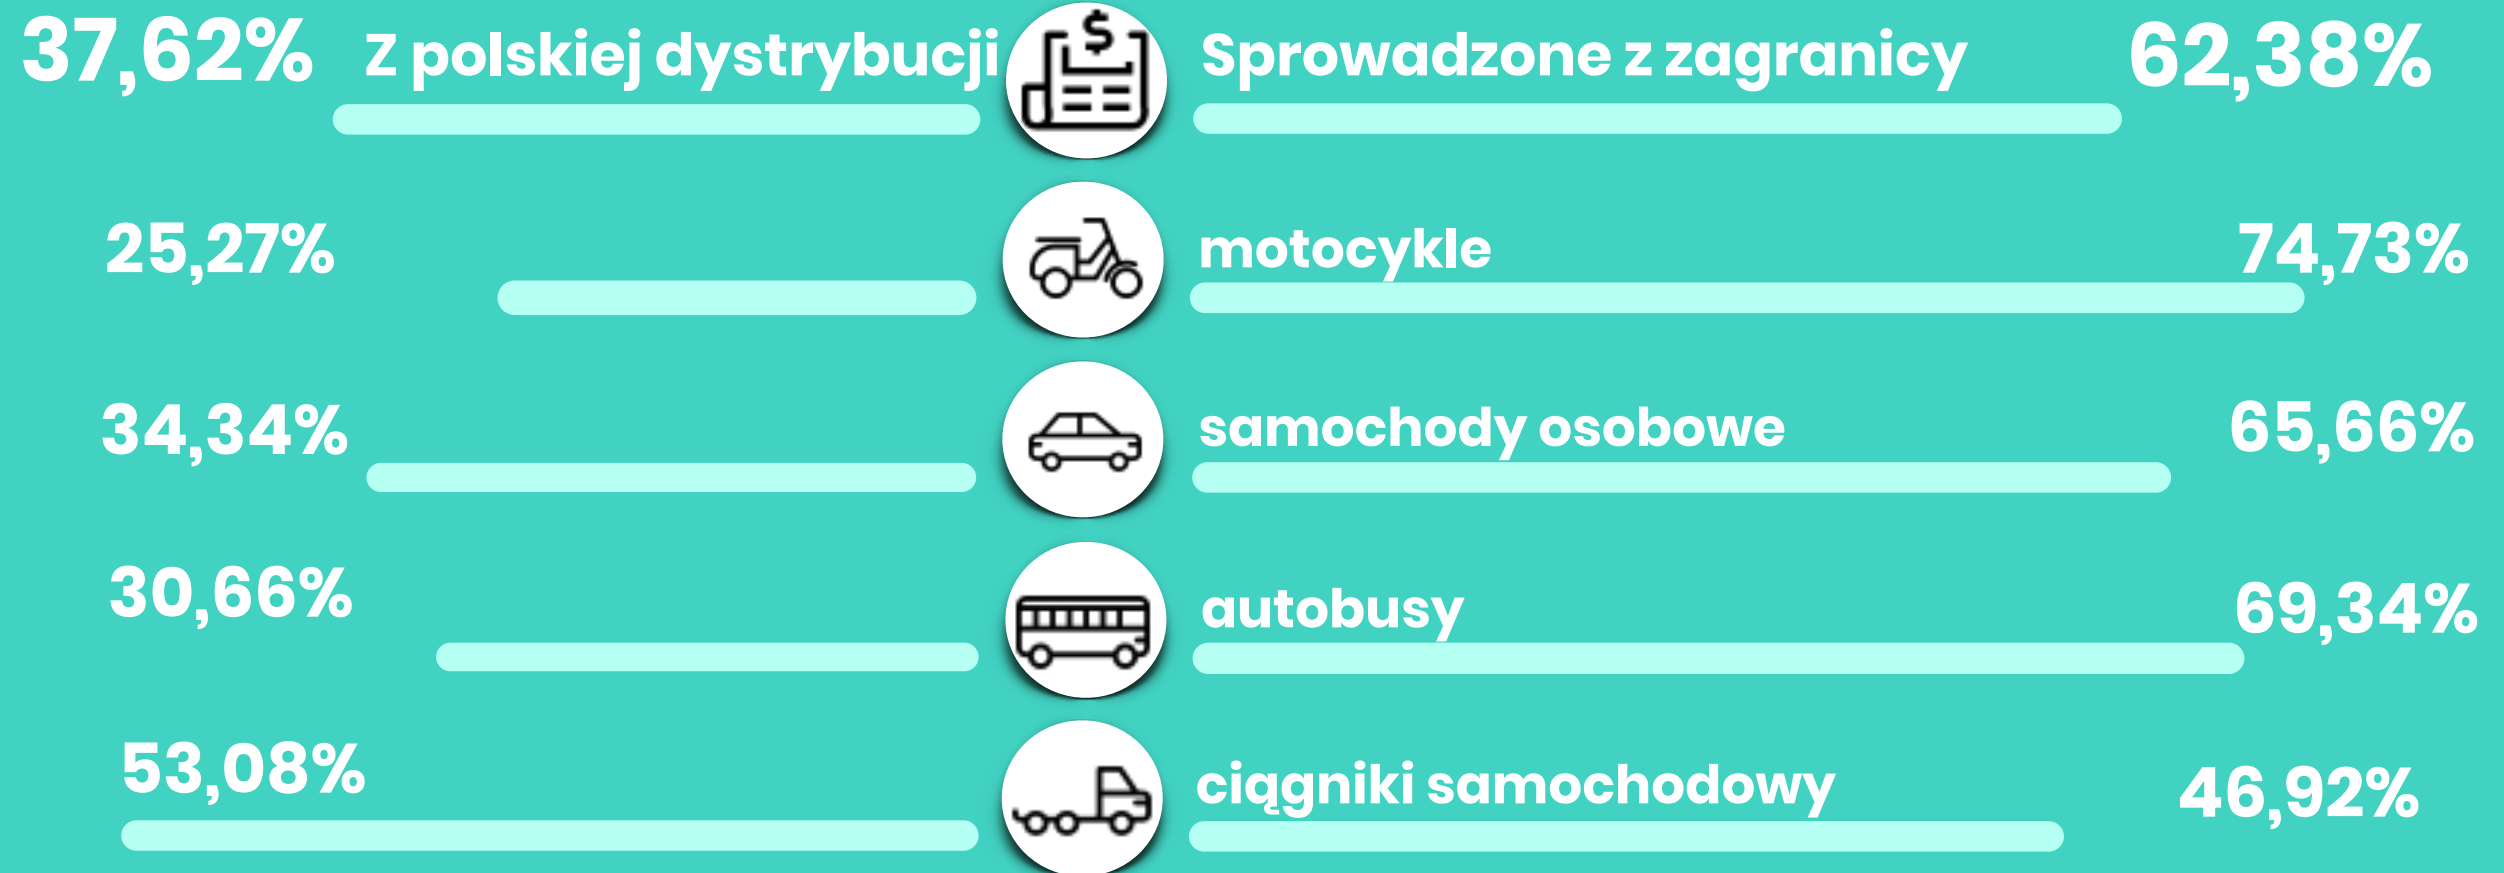 37,62% Z polskiej dystrybucji Sprowadzone z zagranicy 62,38%
25,27% motocykle 74,73%
34,34% samochody osobowe 65,66%
30,66% autobusy 69,34%
53,08% ciągniki samochodowy 46,92%